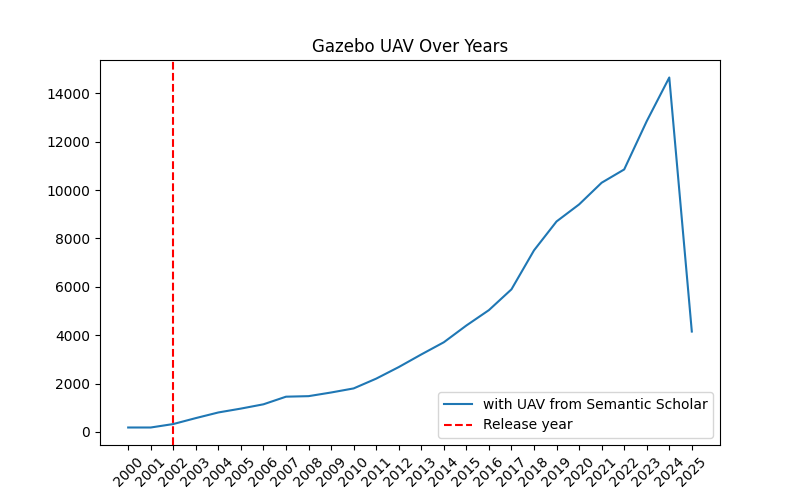 Gazebo UAV Over Years
14000
12000
10000
8000
6000
4000
2000
0
with UAV from Semantic Scholar
Release year
2000 2001 2002 2003 2004 2005 2006 2007 2008 2009 2010 2011 2012 2013 2014 2015 2016 2017 2018 2019 2020 2021 2022 2023 2024 2025